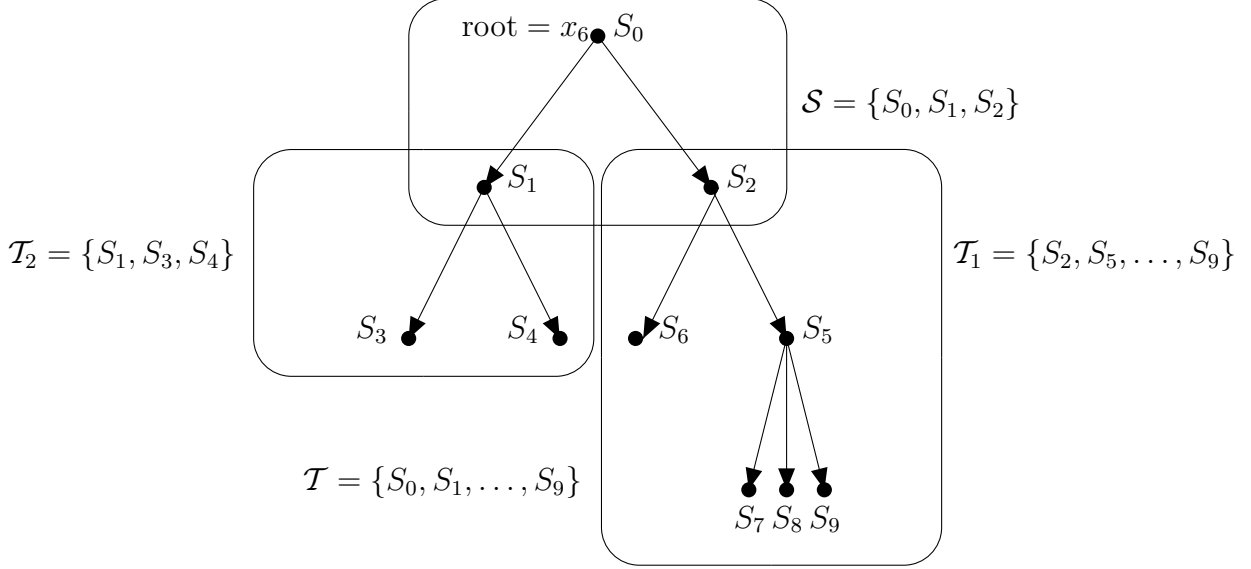 root = x₆ S₀
𝒮 = {S₀, S₁, S₂}
S₁
S₂
𝒯₂ = {S₁, S₃, S₄}
𝒯₁ = {S₂, S₅, . . . , S₉}
S₃
S₄
S₆
S₅
𝒯 = {S₀, S₁, . . . , S₉}
S₇ S₈ S₉